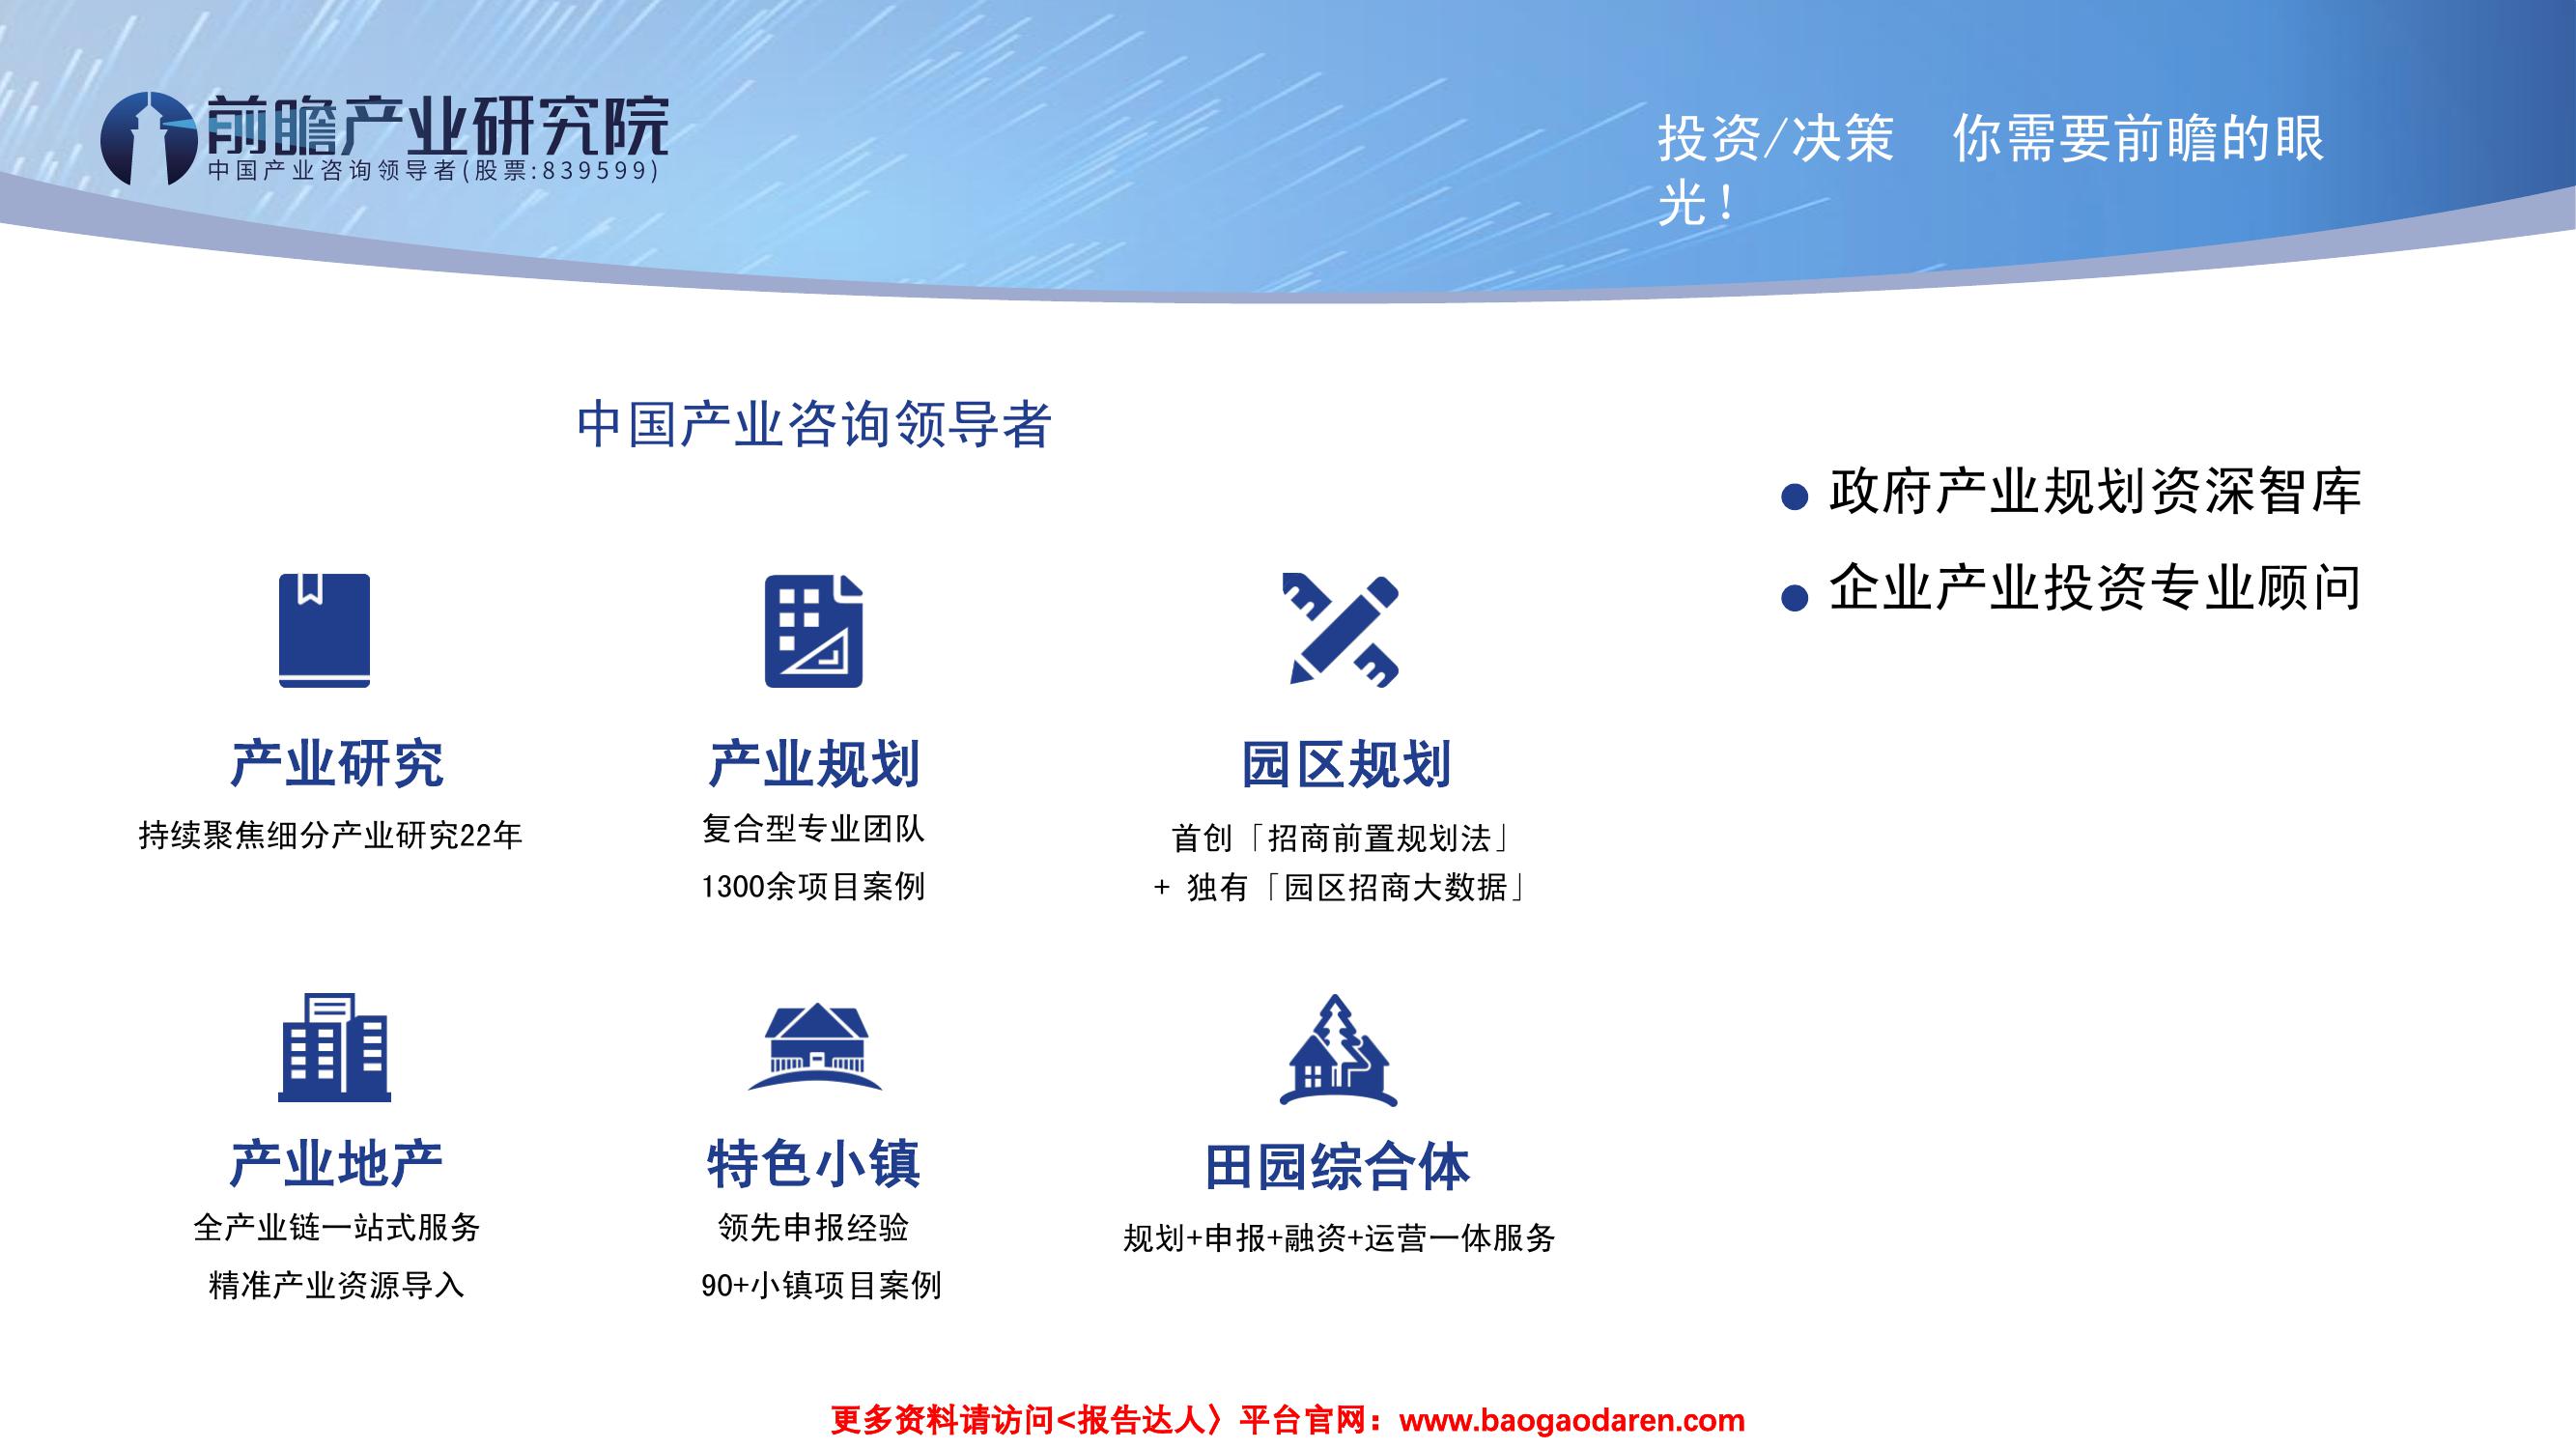 前瞻产业研究院
中国产业咨询领导者(股票:839599)
投资/决策　你需要前瞻的眼
光！
中国产业咨询领导者
政府产业规划资深智库
企业产业投资专业顾问
产业研究
持续聚焦细分产业研究22年
产业规划
复合型专业团队
1300余项目案例
园区规划
首创「招商前置规划法」
+ 独有「园区招商大数据」
产业地产
全产业链一站式服务
精准产业资源导入
特色小镇
领先申报经验
90+小镇项目案例
田园综合体
规划+申报+融资+运营一体服务
更多资料请访问<报告达人〉平台官网：www.baogaodaren.com